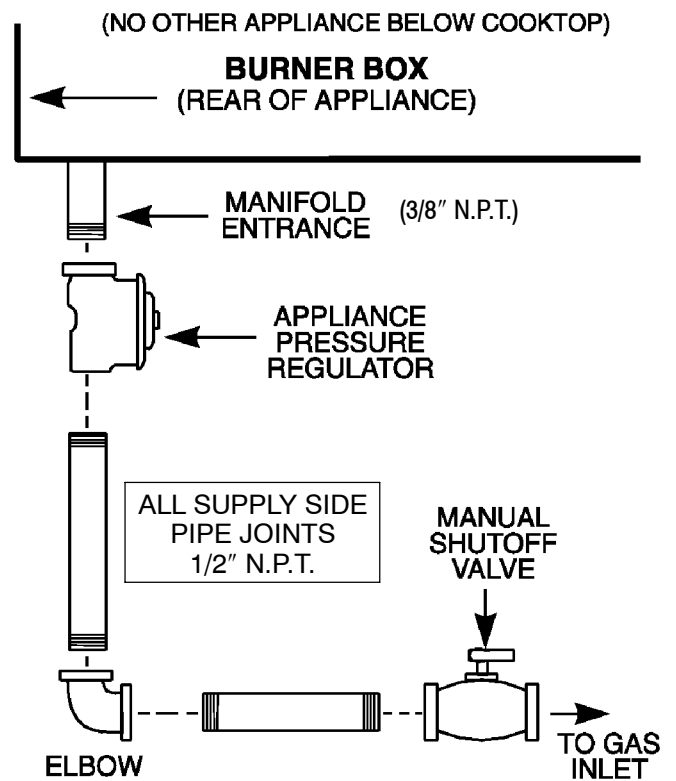 (NO OTHER APPLIANCE BELOW COOKTOP)
BURNER BOX
(REAR OF APPLIANCE)
MANIFOLD
ENTRANCE
(3/8″ N.P.T.)
APPLIANCE
PRESSURE
REGULATOR
ALL SUPPLY SIDE
PIPE JOINTS
1/2″ N.P.T.
MANUAL
SHUTOFF
VALVE
ELBOW
TO GAS
INLET